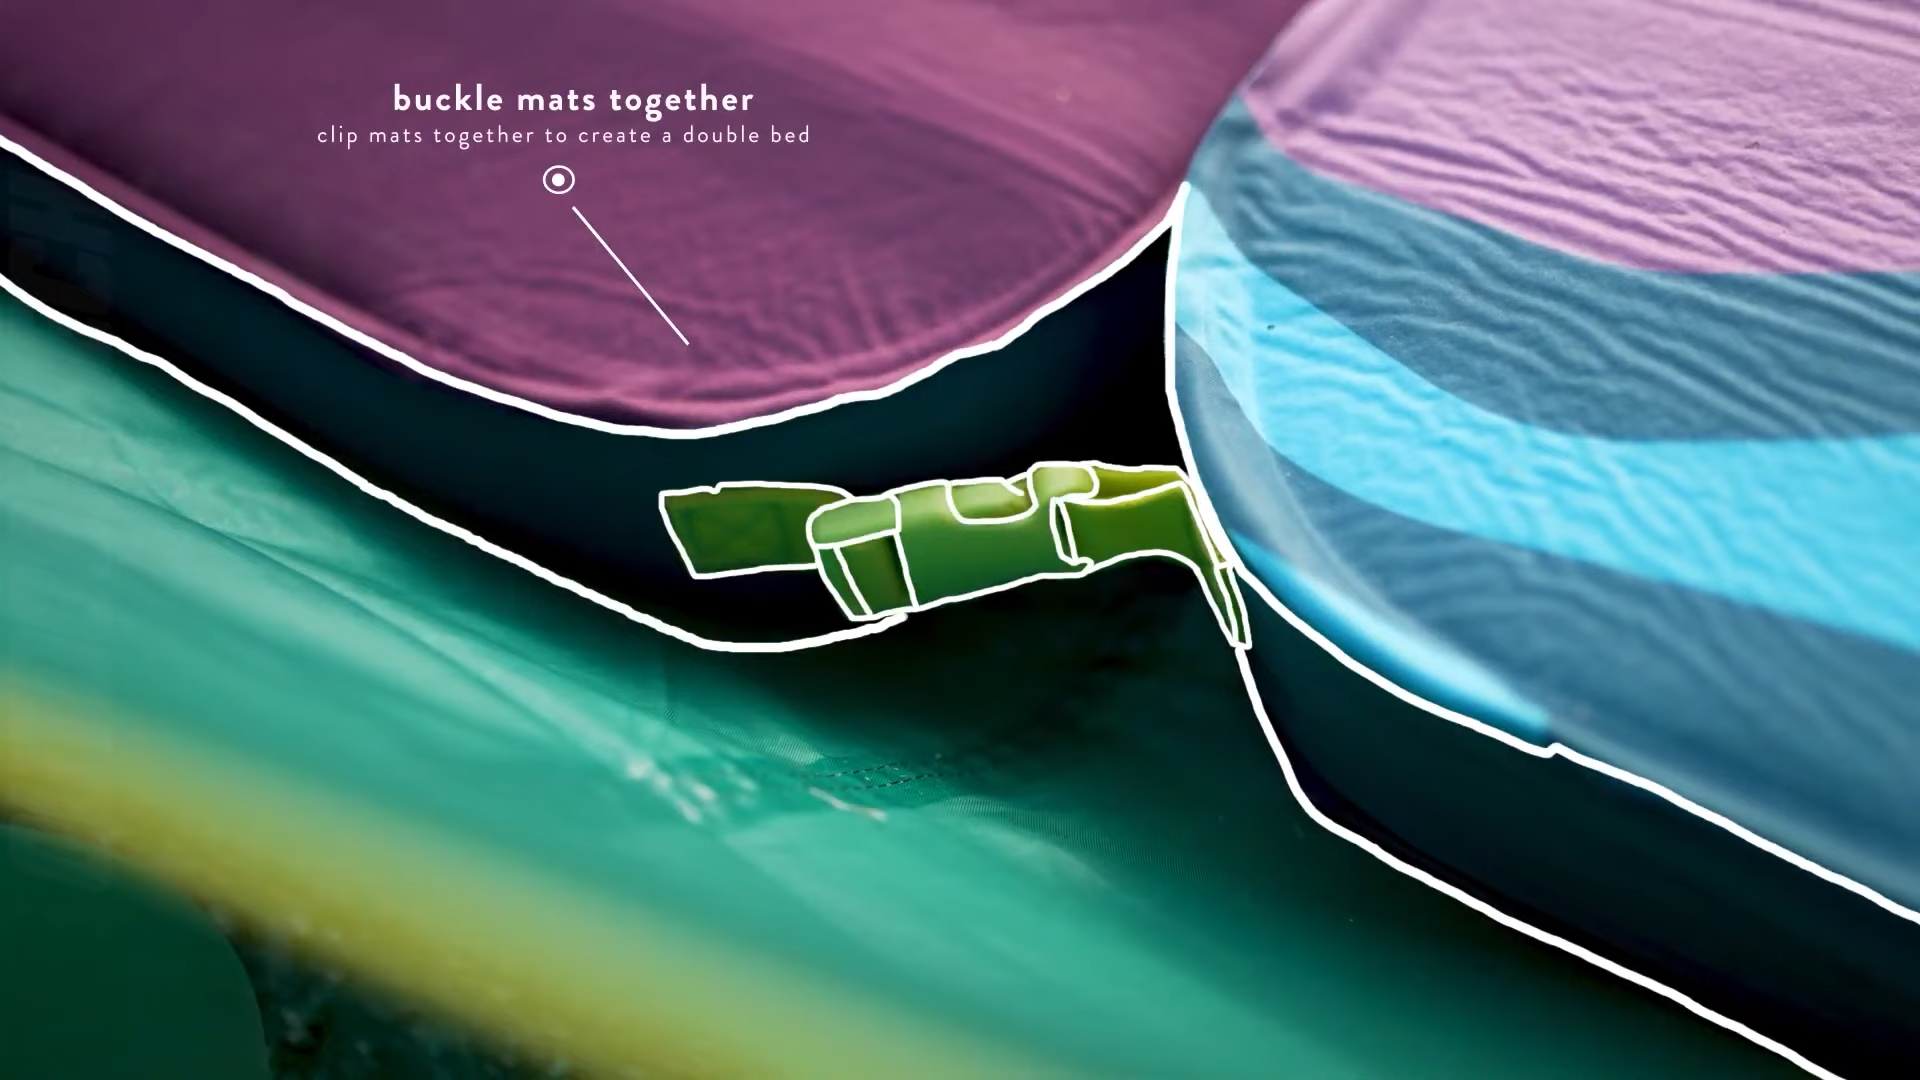 buckle mats together
clip mats together to create a double bed